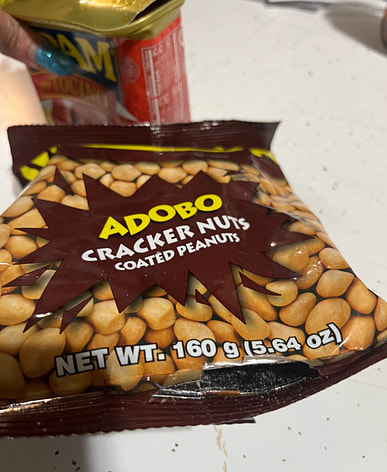 ADOBO
CRACKER NUTS
COATED PEANUTS
NET WT. 160 g (5.64 oz)